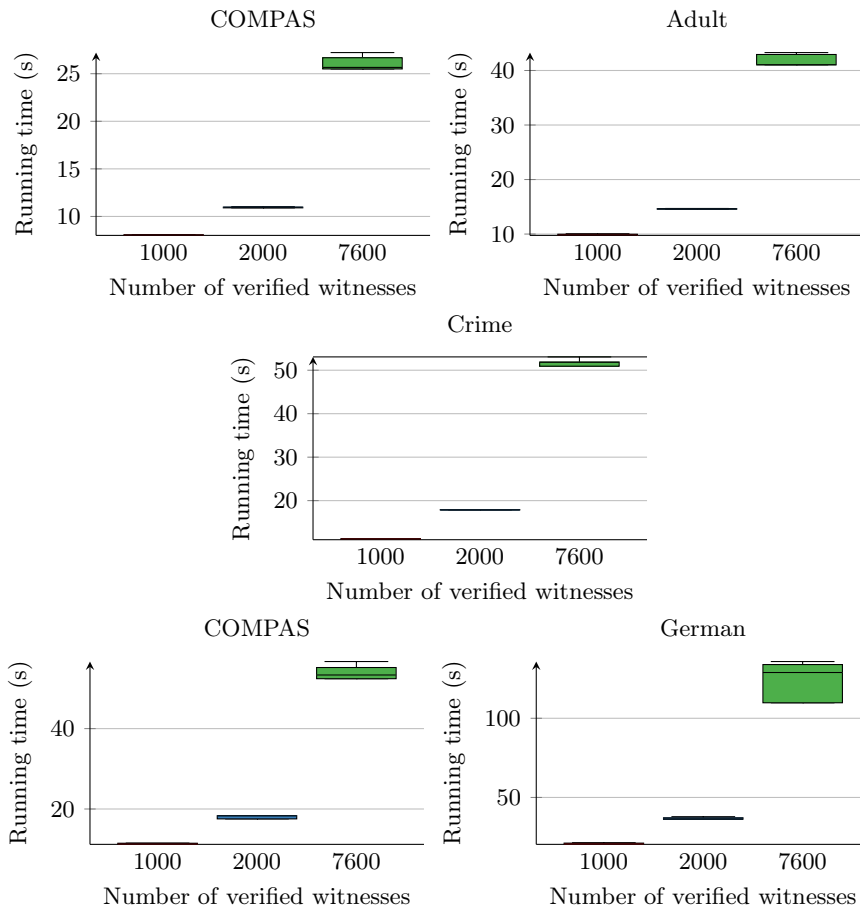 COMPAS
Running time (s)
25
20
15
10
1000 2000 7600
Number of verified witnesses
Adult
Running time (s)
40
30
20
10
1000 2000 7600
Number of verified witnesses
Crime
Running time (s)
50
40
30
20
1000 2000 7600
Number of verified witnesses
COMPAS
Running time (s)
40
20
1000 2000 7600
Number of verified witnesses
German
Running time (s)
100
50
1000 2000 7600
Number of verified witnesses